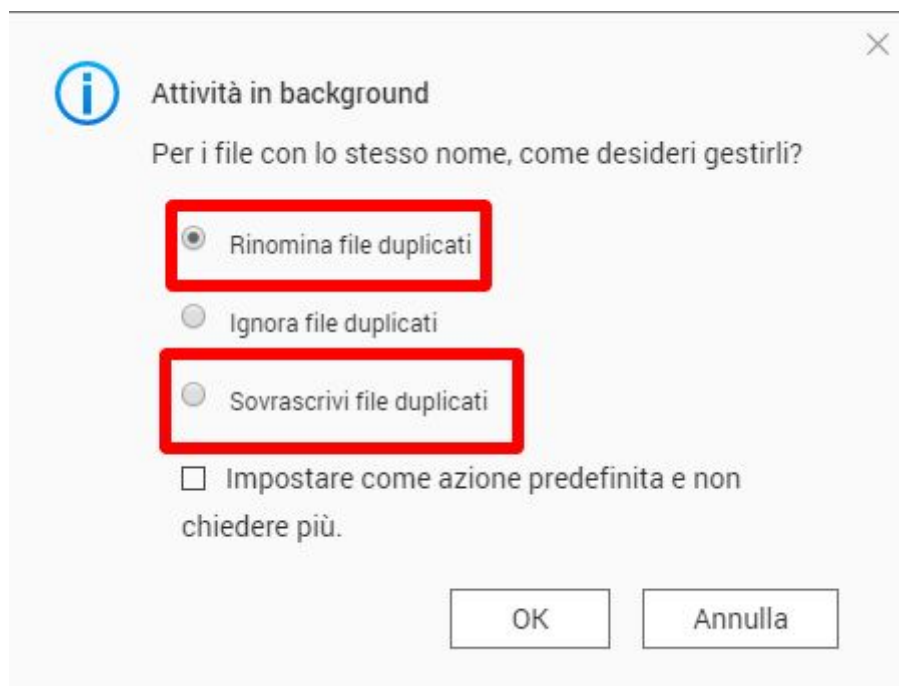 Attività in background
Per i file con lo stesso nome, come desideri gestirli?
Rinomina file duplicati
Ignora file duplicati
Sovrascrivi file duplicati
Impostare come azione predefinita e non
chiedere più.
OK Annulla